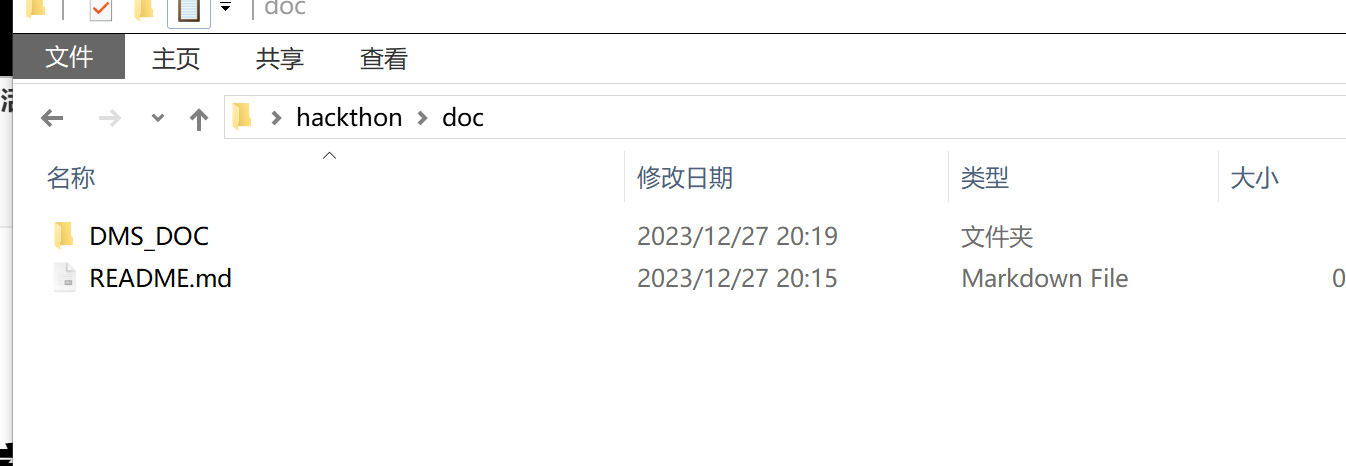 doc
文件 主页 共享 查看
hackthon doc
名称 修改日期 类型 大小
DMS_DOC 2023/12/27 20:19 文件夹
README.md 2023/12/27 20:15 Markdown File 0